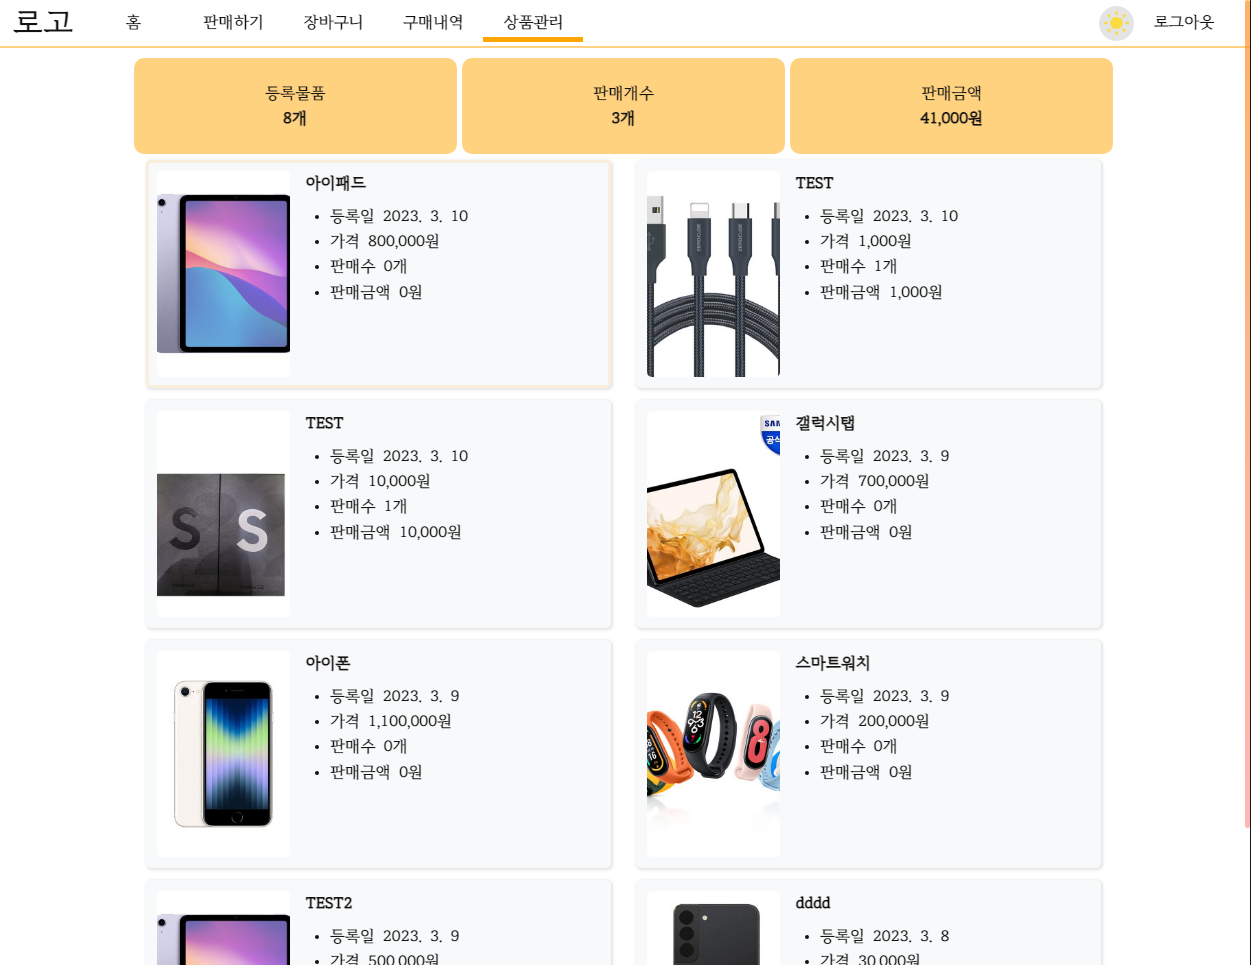 로고 홈 판매하기 장바구니 구매내역 상품관리 로그아웃
등록물품 판매개수 판매금액
8개 3개 41,000원
아이패드
등록일 2023. 3. 10
가격 800,000원
판매수 0개
판매금액 0원
TEST
등록일 2023. 3. 10
가격 1,000원
판매수 1개
판매금액 1,000원
TEST
등록일 2023. 3. 10
가격 10,000원
판매수 1개
판매금액 10,000원
S S
갤럭시탭
등록일 2023. 3. 9
가격 700,000원
판매수 0개
판매금액 0원
SAM
공식
아이폰
등록일 2023. 3. 9
가격 1,100,000원
판매수 0개
판매금액 0원
스마트워치
등록일 2023. 3. 9
가격 200,000원
판매수 0개
판매금액 0원
TEST2
등록일 2023. 3. 9
가격 500,000원
dddd
등록일 2023. 3. 8
가격 30,000원